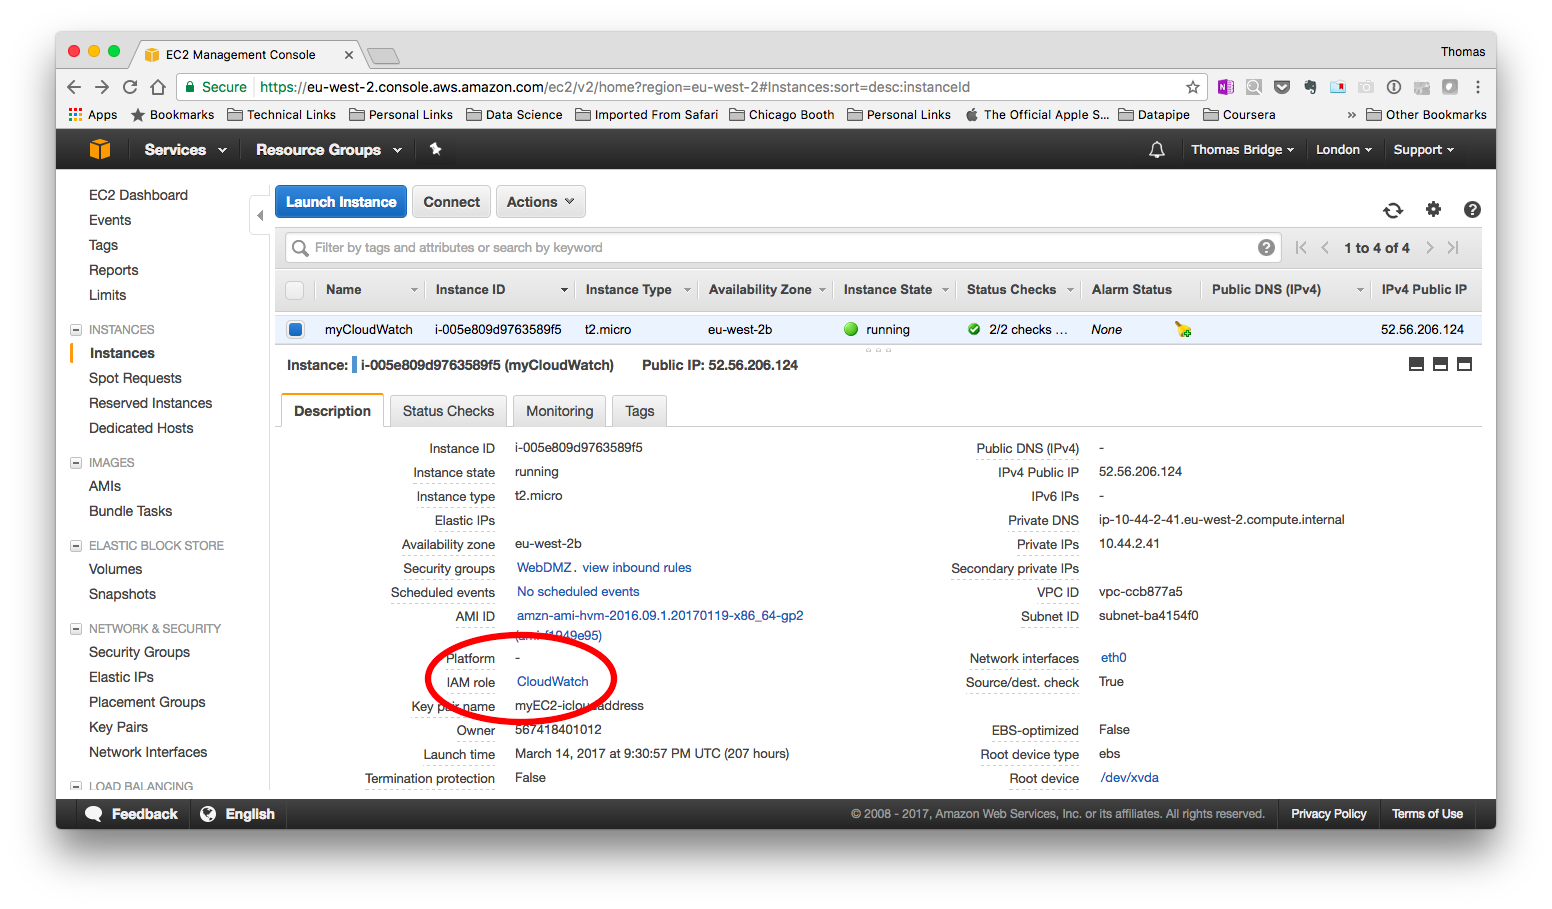 EC2 Management Console
Thomas
Secure https://eu-west-2.console.aws.amazon.com/ec2/v2/home?region=eu-west-2#Instances:sort=desc:instanceId
Apps Bookmarks Technical Links Personal Links Data Science Imported From Safari Chicago Booth Personal Links The Official Apple S... Datapipe Coursera » Other Bookmarks
Services Resource Groups Thomas Bridge London Support
EC2 Dashboard
Events
Tags
Reports
Limits
INSTANCES
Instances
Spot Requests
Reserved Instances
Dedicated Hosts
IMAGES
AMIs
Bundle Tasks
ELASTIC BLOCK STORE
Volumes
Snapshots
NETWORK & SECURITY
Security Groups
Elastic IPs
Placement Groups
Key Pairs
Network Interfaces
LOAD BALANCING
Launch Instance Connect Actions
Filter by tags and attributes or search by keyword
1 to 4 of 4
Name Instance ID Instance Type Availability Zone Instance State Status Checks Alarm Status Public DNS (IPv4) IPv4 Public IP
myCloudWatch i-005e809d9763589f5 t2.micro eu-west-2b running 2/2 checks ... None 52.56.206.124
Instance: i-005e809d9763589f5 (myCloudWatch) Public IP: 52.56.206.124
Description Status Checks Monitoring Tags
Instance ID i-005e809d9763589f5
Instance state running
Instance type t2.micro
Elastic IPs
Availability zone eu-west-2b
Security groups WebDMZ. view inbound rules
Scheduled events No scheduled events
AMI ID amzn-ami-hvm-2016.09.1.20170119-x86_64-gp2
(ami-f1949e95)
Platform -
IAM role CloudWatch
Key pair name myEC2-icloudaddress
Owner 567418401012
Launch time March 14, 2017 at 9:30:57 PM UTC (207 hours)
Termination protection False
Public DNS (IPv4) -
IPv4 Public IP 52.56.206.124
IPv6 IPs -
Private DNS ip-10-44-2-41.eu-west-2.compute.internal
Private IPs 10.44.2.41
Secondary private IPs
VPC ID vpc-ccb877a5
Subnet ID subnet-ba4154f0
Network interfaces eth0
Source/dest. check True
EBS-optimized False
Root device type ebs
Root device /dev/xvda
Feedback English
© 2008 - 2017, Amazon Web Services, Inc. or its affiliates. All rights reserved. Privacy Policy Terms of Use